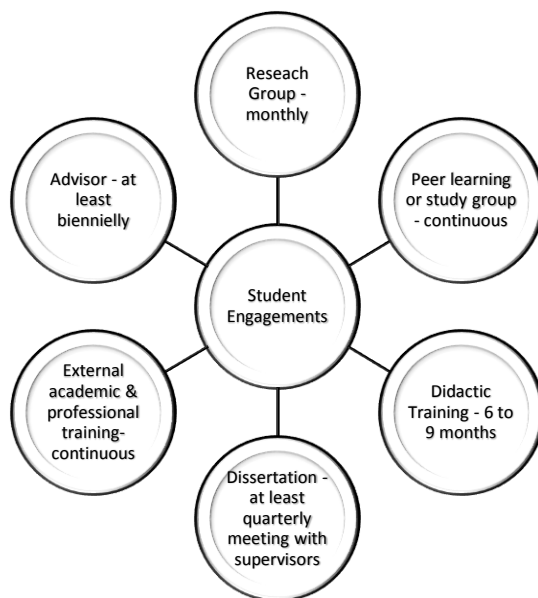 Reseach
Group -
monthly
Peer learning
or study group
- continuous
Didactic
Training - 6 to
9 months
Dissertation -
at least
quarterly
meeting with
supervisors
External
academic &
professional
training-
continuous
Advisor - at
least
biennielly
Student
Engagements